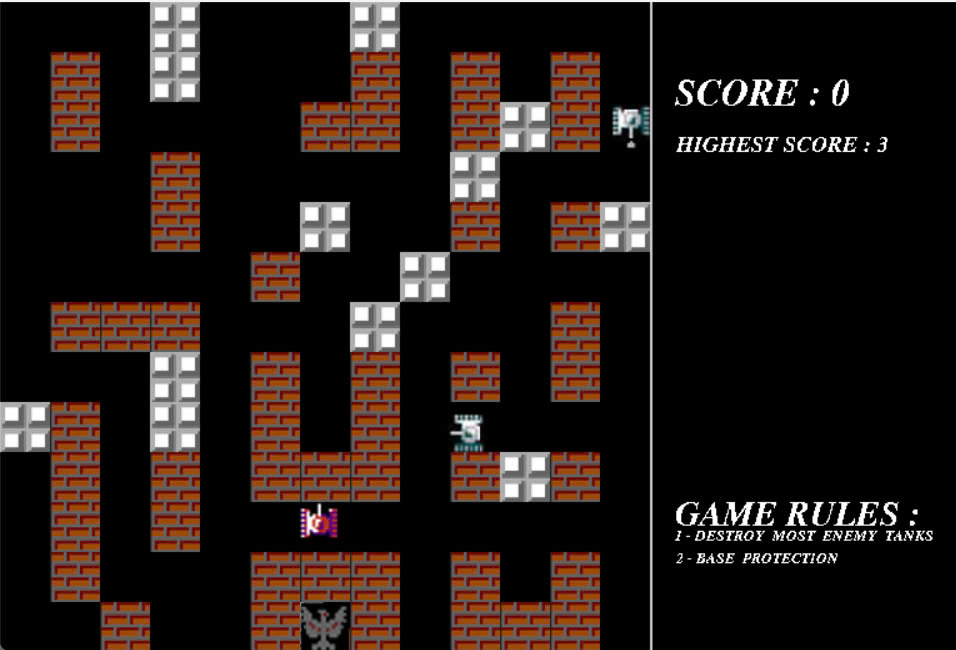 SCORE : 0
HIGHEST SCORE : 3
GAME RULES :
1 - DESTROY MOST ENEMY TANKS
2 - BASE PROTECTION